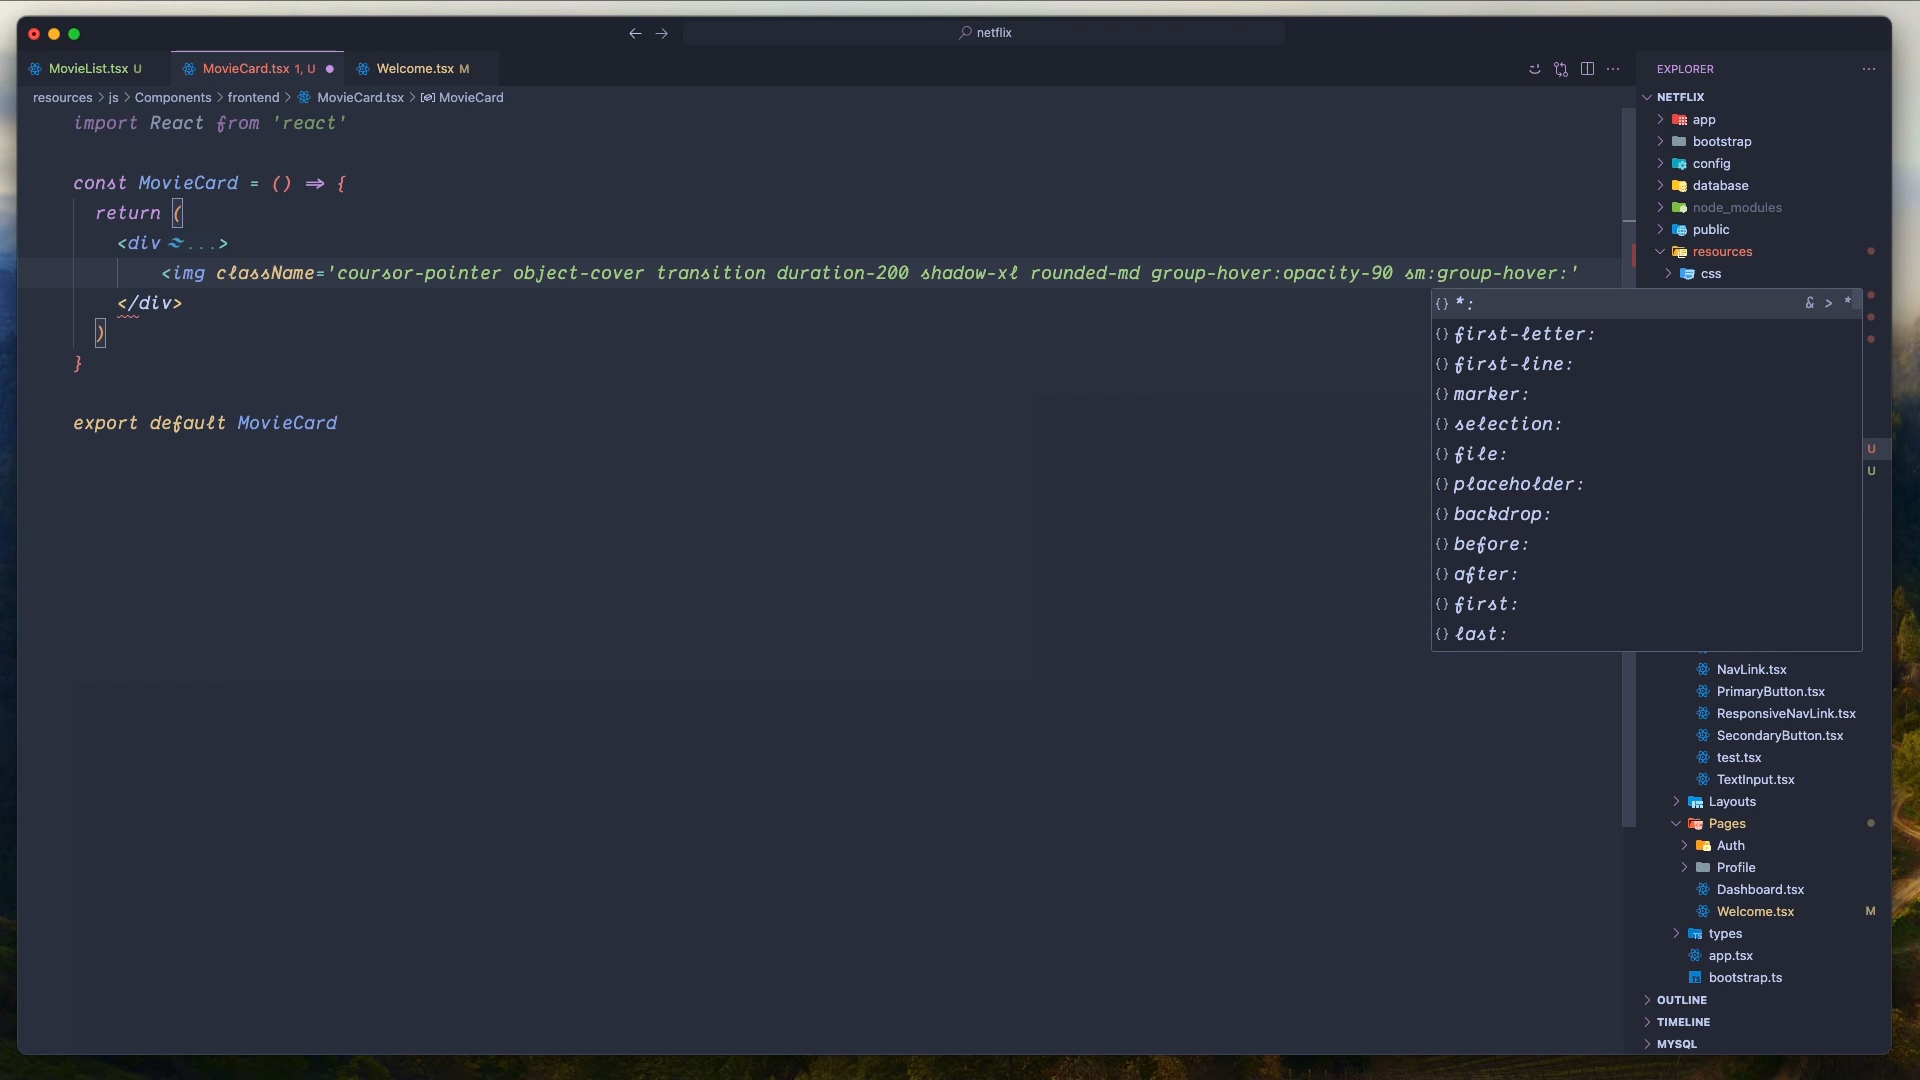 netflix
MovieList.tsx U
MovieCard.tsx 1, U
Welcome.tsx M
resources > js > Components > frontend > MovieCard.tsx > MovieCard
import React from 'react'
const MovieCard = () => {
return (
<div ...>
<img className='coursor-pointer object-cover transition duration-200 shadow-xl rounded-md group-hover:opacity-90 sm:group-hover:'
</div>
)
}
export default MovieCard
{} *: & > *
{} first-letter:
{} first-line:
{} marker:
{} selection:
{} file:
{} placeholder:
{} backdrop:
{} before:
{} after:
{} first:
{} last:
EXPLORER
NETFLIX
app
bootstrap
config
database
node_modules
public
resources
css
U
U
NavLink.tsx
PrimaryButton.tsx
ResponsiveNavLink.tsx
SecondaryButton.tsx
test.tsx
TextInput.tsx
Layouts
Pages
Auth
Profile
Dashboard.tsx
Welcome.tsx M
types
app.tsx
bootstrap.ts
OUTLINE
TIMELINE
MYSQL